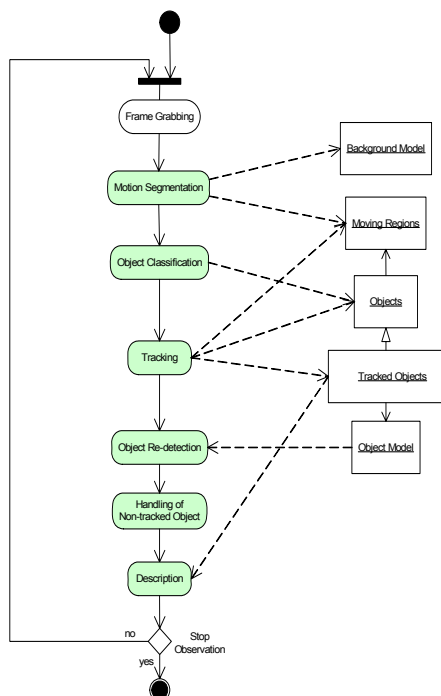 Frame Grabbing
Background Model
Motion Segmentation
Moving Regions
Object Classification
Objects
Tracking
Tracked Objects
Object Re-detection
Object Model
Handling of
Non-tracked Object
Description
no
Stop
Observation
yes